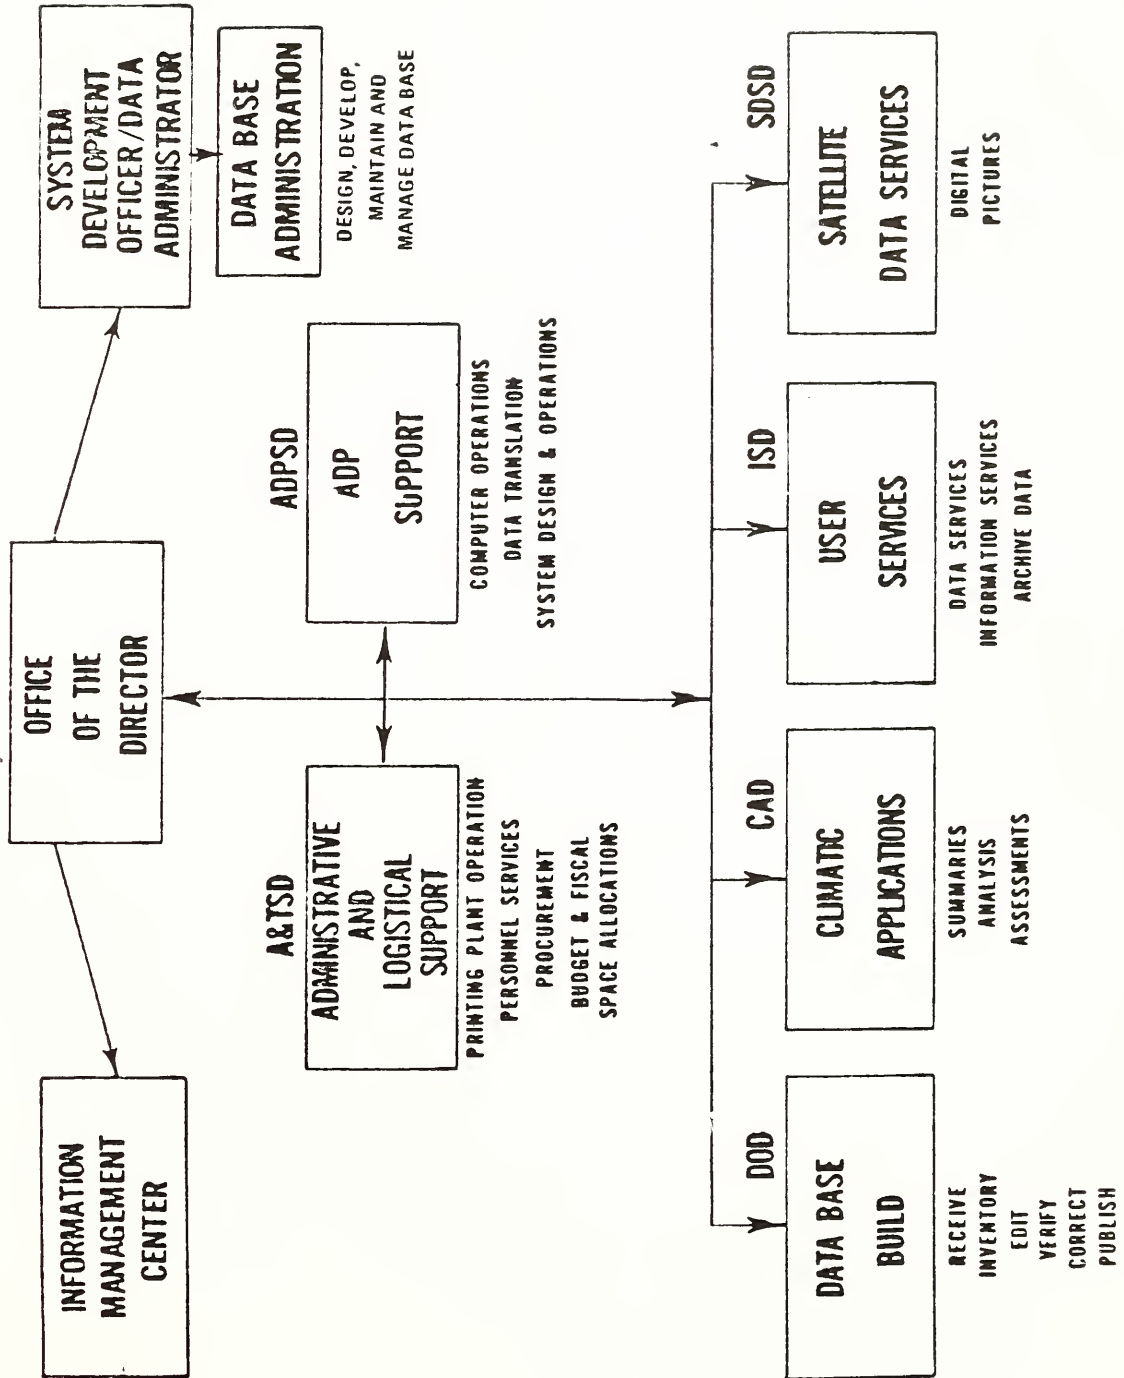 OFFICE
OF THE
DIRECTOR
INFORMATION
MANAGEMENT
CENTER
SYSTEM
DEVELOPMENT
OFFICER/DATA
ADMINISTRATOR
DATA BASE
ADMINISTRATION
DESIGN, DEVELOP,
MAINTAIN AND
MANAGE DATA BASE
A&TSD
ADMINISTRATIVE
AND
LOGISTICAL
SUPPORT
PRINTING PLANT OPERATION
PERSONNEL SERVICES
PROCUREMENT
BUDGET & FISCAL
SPACE ALLOCATIONS
ADPSD
ADP
SUPPORT
COMPUTER OPERATIONS
DATA TRANSLATION
SYSTEM DESIGN & OPERATIONS
DOD
DATA BASE
BUILD
RECEIVE
INVENTORY
EDIT
VERIFY
CORRECT
PUBLISH
CAD
CLIMATIC
APPLICATIONS
SUMMARIES
ANALYSIS
ASSESSMENTS
ISD
USER
SERVICES
DATA SERVICES
INFORMATION SERVICES
ARCHIVE DATA
SDSD
SATELLITE
DATA SERVICES
DIGITAL
PICTURES